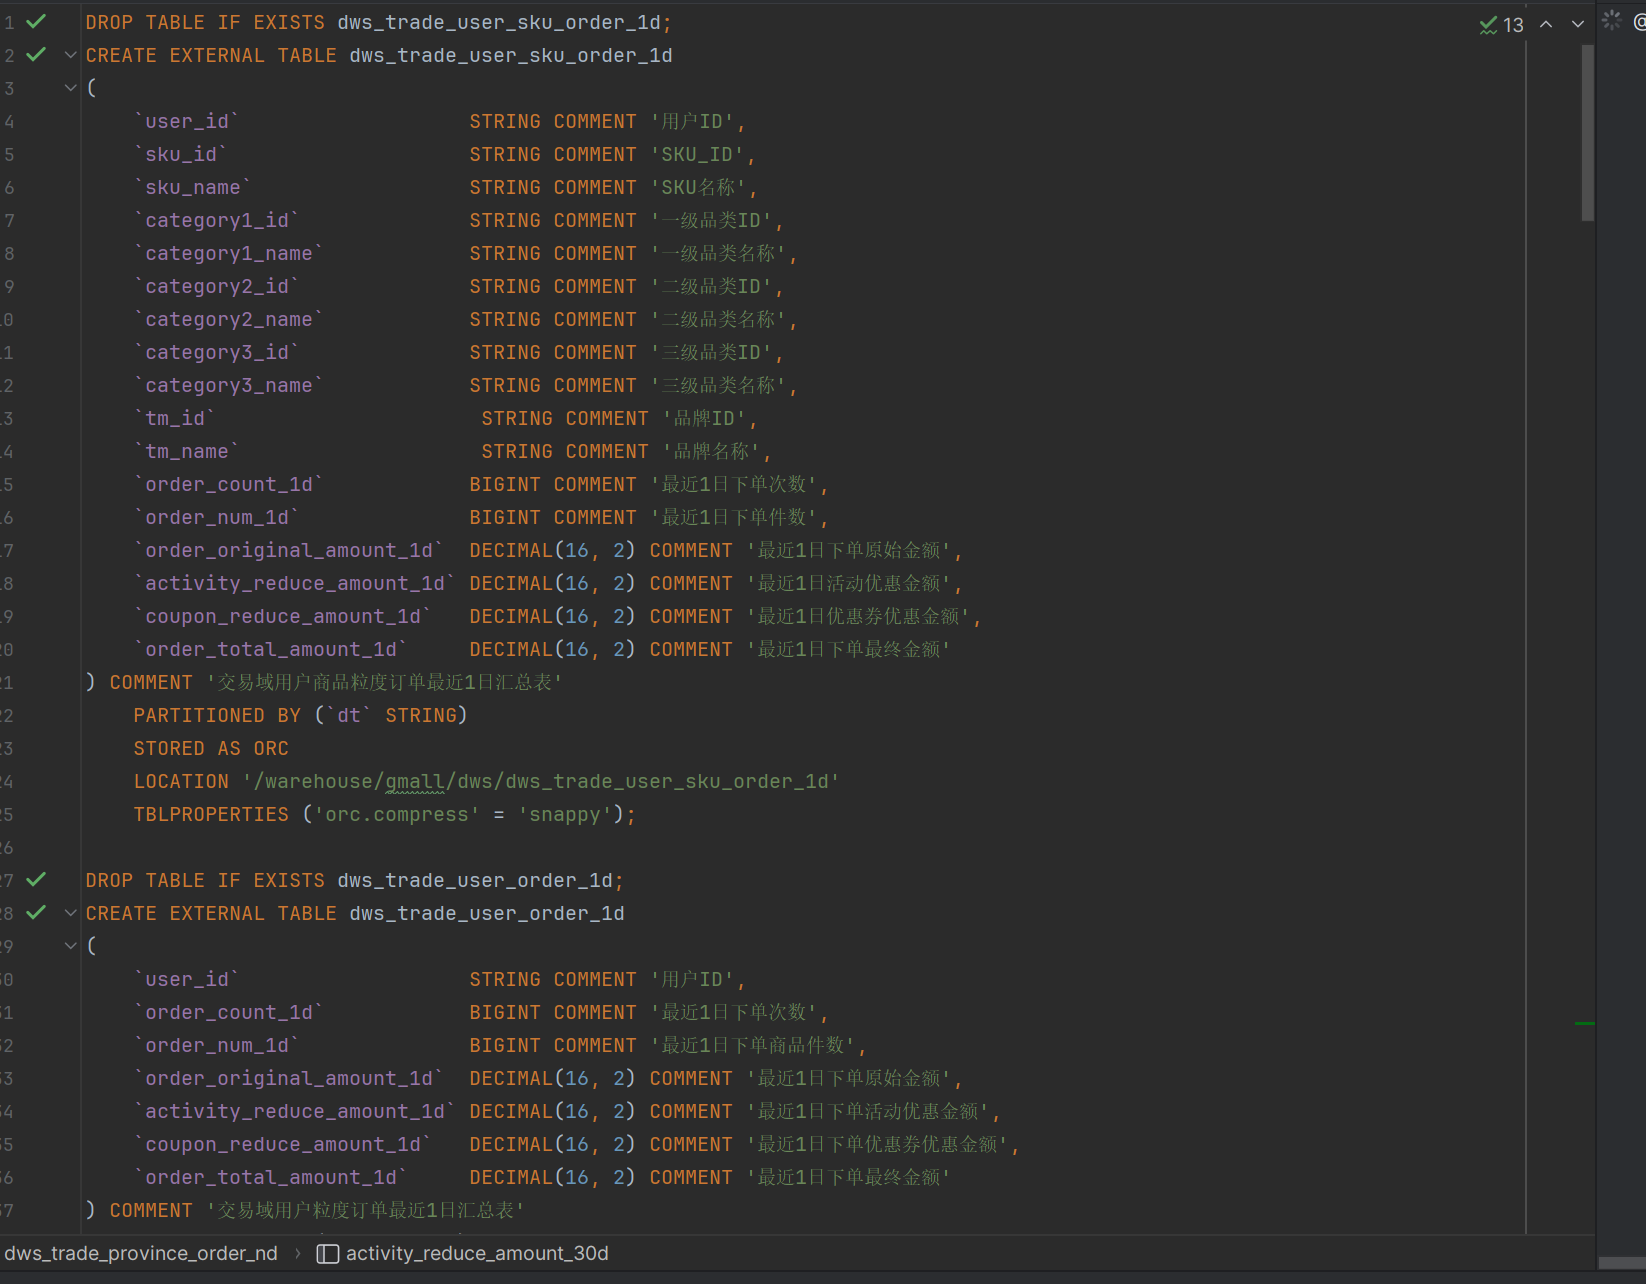 1 DROP TABLE IF EXISTS dws_trade_user_sku_order_1d;
13
@
2 CREATE EXTERNAL TABLE dws_trade_user_sku_order_1d
3 (
4 `user_id` STRING COMMENT '用户ID',
5 `sku_id` STRING COMMENT 'SKU_ID',
6 `sku_name` STRING COMMENT 'SKU名称',
7 `category1_id` STRING COMMENT '一级品类ID',
8 `category1_name` STRING COMMENT '一级品类名称',
9 `category2_id` STRING COMMENT '二级品类ID',
0 `category2_name` STRING COMMENT '二级品类名称',
1 `category3_id` STRING COMMENT '三级品类ID',
2 `category3_name` STRING COMMENT '三级品类名称',
3 `tm_id` STRING COMMENT '品牌ID',
4 `tm_name` STRING COMMENT '品牌名称',
5 `order_count_1d` BIGINT COMMENT '最近1日下单次数',
6 `order_num_1d` BIGINT COMMENT '最近1日下单件数',
7 `order_original_amount_1d` DECIMAL(16, 2) COMMENT '最近1日下单原始金额',
8 `activity_reduce_amount_1d` DECIMAL(16, 2) COMMENT '最近1日活动优惠金额',
9 `coupon_reduce_amount_1d` DECIMAL(16, 2) COMMENT '最近1日优惠券优惠金额',
20 `order_total_amount_1d` DECIMAL(16, 2) COMMENT '最近1日下单最终金额'
21 ) COMMENT '交易域用户商品粒度订单最近1日汇总表'
22 PARTITIONED BY (`dt` STRING)
23 STORED AS ORC
24 LOCATION '/warehouse/gmall/dws/dws_trade_user_sku_order_1d'
25 TBLPROPERTIES ('orc.compress' = 'snappy');
26
27 DROP TABLE IF EXISTS dws_trade_user_order_1d;
28 CREATE EXTERNAL TABLE dws_trade_user_order_1d
29 (
30 `user_id` STRING COMMENT '用户ID',
31 `order_count_1d` BIGINT COMMENT '最近1日下单次数',
32 `order_num_1d` BIGINT COMMENT '最近1日下单商品件数',
33 `order_original_amount_1d` DECIMAL(16, 2) COMMENT '最近1日下单原始金额',
34 `activity_reduce_amount_1d` DECIMAL(16, 2) COMMENT '最近1日下单活动优惠金额',
35 `coupon_reduce_amount_1d` DECIMAL(16, 2) COMMENT '最近1日下单优惠券优惠金额',
36 `order_total_amount_1d` DECIMAL(16, 2) COMMENT '最近1日下单最终金额'
37 ) COMMENT '交易域用户粒度订单最近1日汇总表'
dws_trade_province_order_nd › activity_reduce_amount_30d